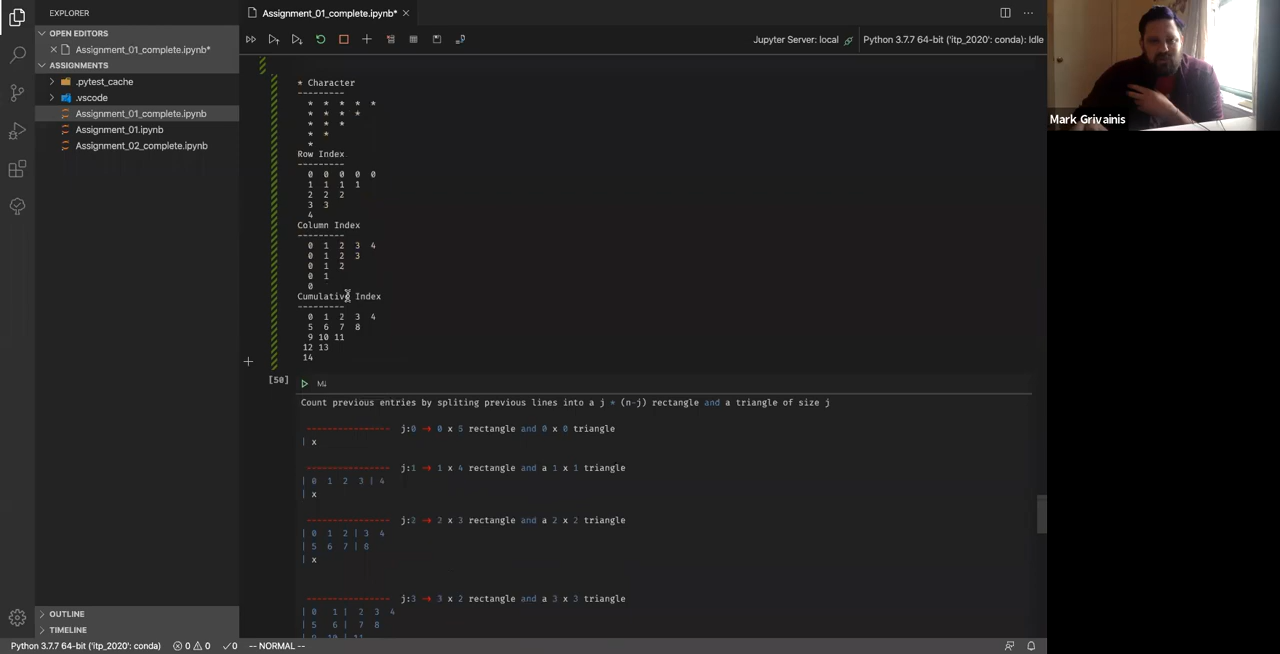 EXPLORER
OPEN EDITORS
Assignment_01_complete.ipynb*
ASSIGNMENTS
.pytest_cache
.vscode
Assignment_01_complete.ipynb
Assignment_01.ipynb
Assignment_02_complete.ipynb
OUTLINE
TIMELINE
Assignment_01_complete.ipynb*
Jupyter Server: local
Python 3.7.7 64-bit ('itp_2020': conda): Idle
* Character
---------
* * * * *
* * * *
* * *
* *
*
Row Index
---------
0 0 0 0 0
1 1 1 1
2 2 2
3 3
4
Column Index
---------
0 1 2 3 4
0 1 2 3
0 1 2
0 1
0
Cumulative Index
---------
0 1 2 3 4
5 6 7 8
9 10 11
12 13
14
[50]
M↓
Count previous entries by spliting previous lines into a j * (n-j) rectangle and a triangle of size j
---------------- j:0 → 0 x 5 rectangle and 0 x 0 triangle
| x
---------------- j:1 → 1 x 4 rectangle and a 1 x 1 triangle
| 0 1 2 3 | 4
| x
---------------- j:2 → 2 x 3 rectangle and a 2 x 2 triangle
| 0 1 2 | 3 4
| 5 6 7 | 8
| x
---------------- j:3 → 3 x 2 rectangle and a 3 x 3 triangle
| 0 1 | 2 3 4
| 5 6 | 7 8
| 9 10 | 11
Mark Grivainis
Python 3.7.7 64-bit ('itp_2020': conda)
0
0
0
-- NORMAL --